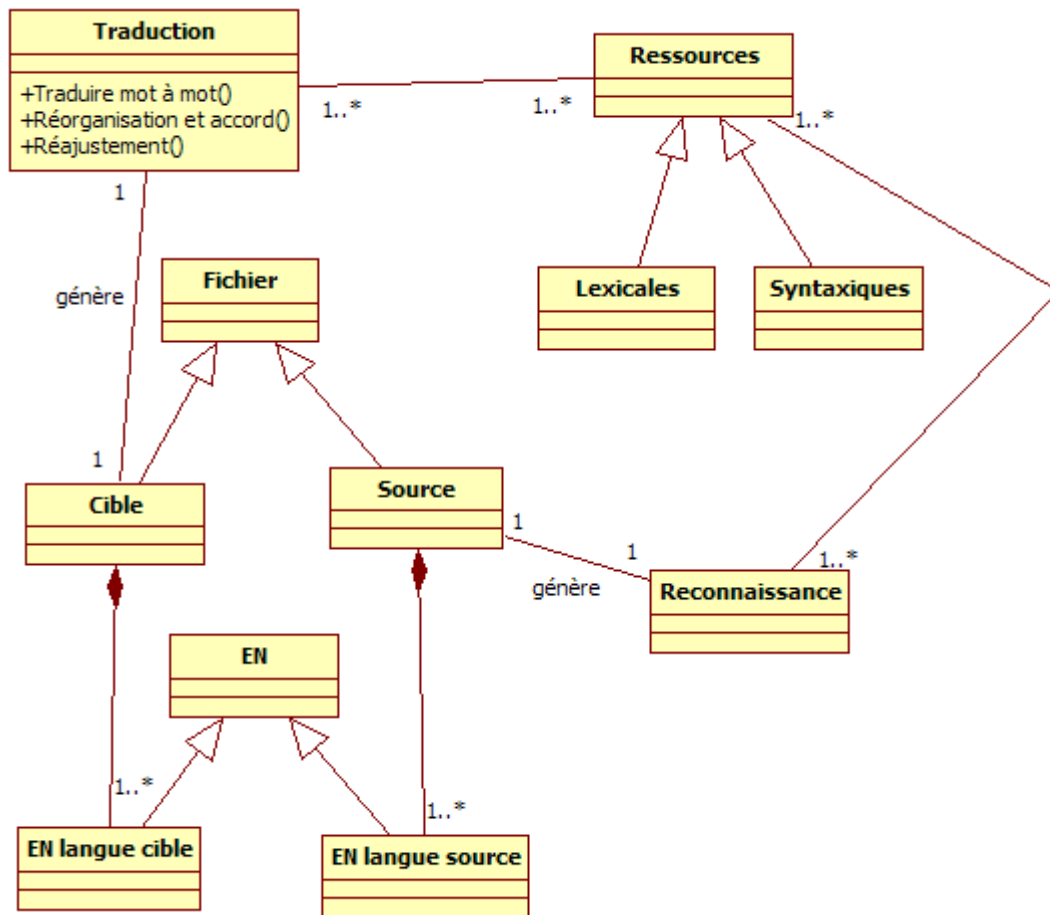 Traduction
+Traduire mot à mot()
+Réorganisation et accord()
+Réajustement()
Ressources
1..*
1..*
1..*
1
génère
Fichier
Lexicales
Syntaxiques
1
Cible
Source
1
1
génère
1..*
Reconnaissance
EN
1..*
1..*
EN langue cible
EN langue source